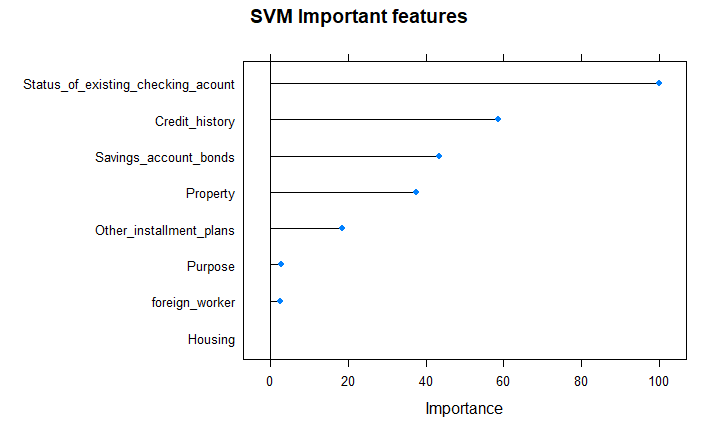 SVM Important features
Status_of_existing_checking_acount
Credit_history
Savings_account_bonds
Property
Other_installment_plans
Purpose
foreign_worker
Housing
0 20 40 60 80 100
Importance